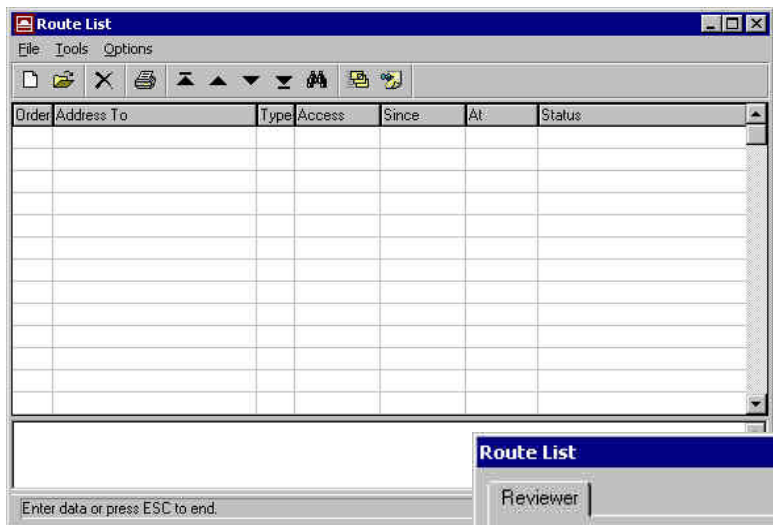 Route List
File Tools Options
Order Address To Type Access Since At Status
Route List
Reviewer
Enter data or press ESC to end.